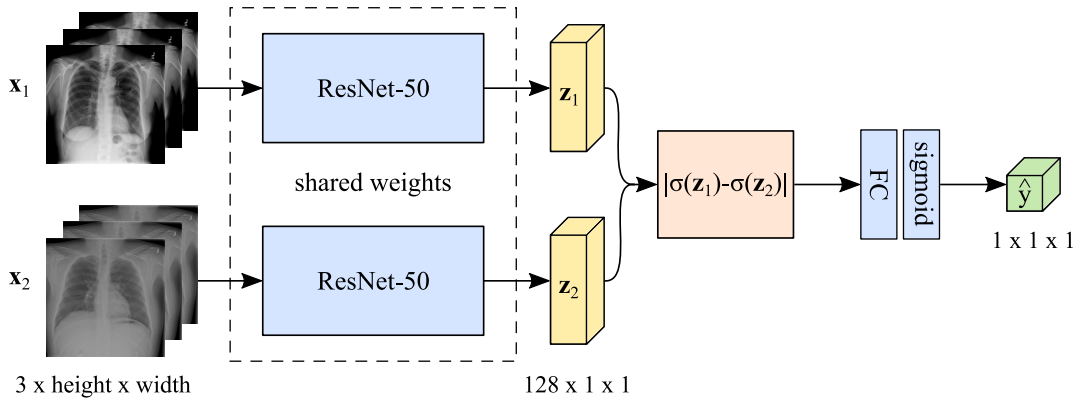 x₁
ResNet-50
z₁
shared weights
|σ(z₁)-σ(z₂)|
FC
sigmoid
ŷ
1 x 1 x 1
x₂
ResNet-50
z₂
3 x height x width
128 x 1 x 1